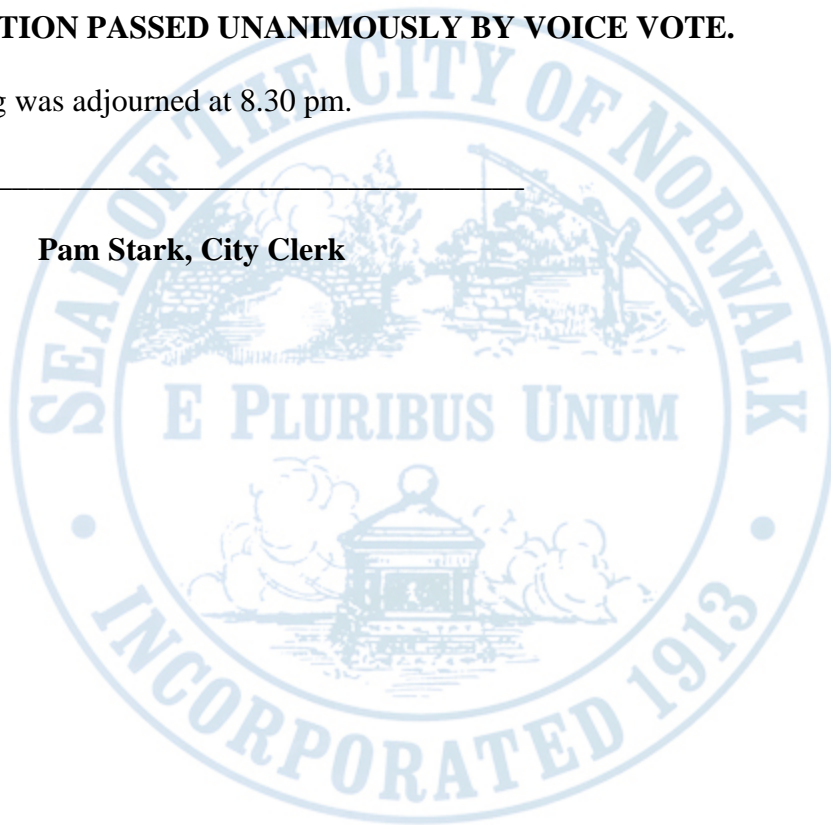 TION PASSED UNANIMOUSLY BY VOICE VOTE.
g was adjourned at 8.30 pm.
Pam Stark, City Clerk
SEAL OF THE CITY OF NORWALK
E PLURIBUS UNUM
INCORPORATED 1913